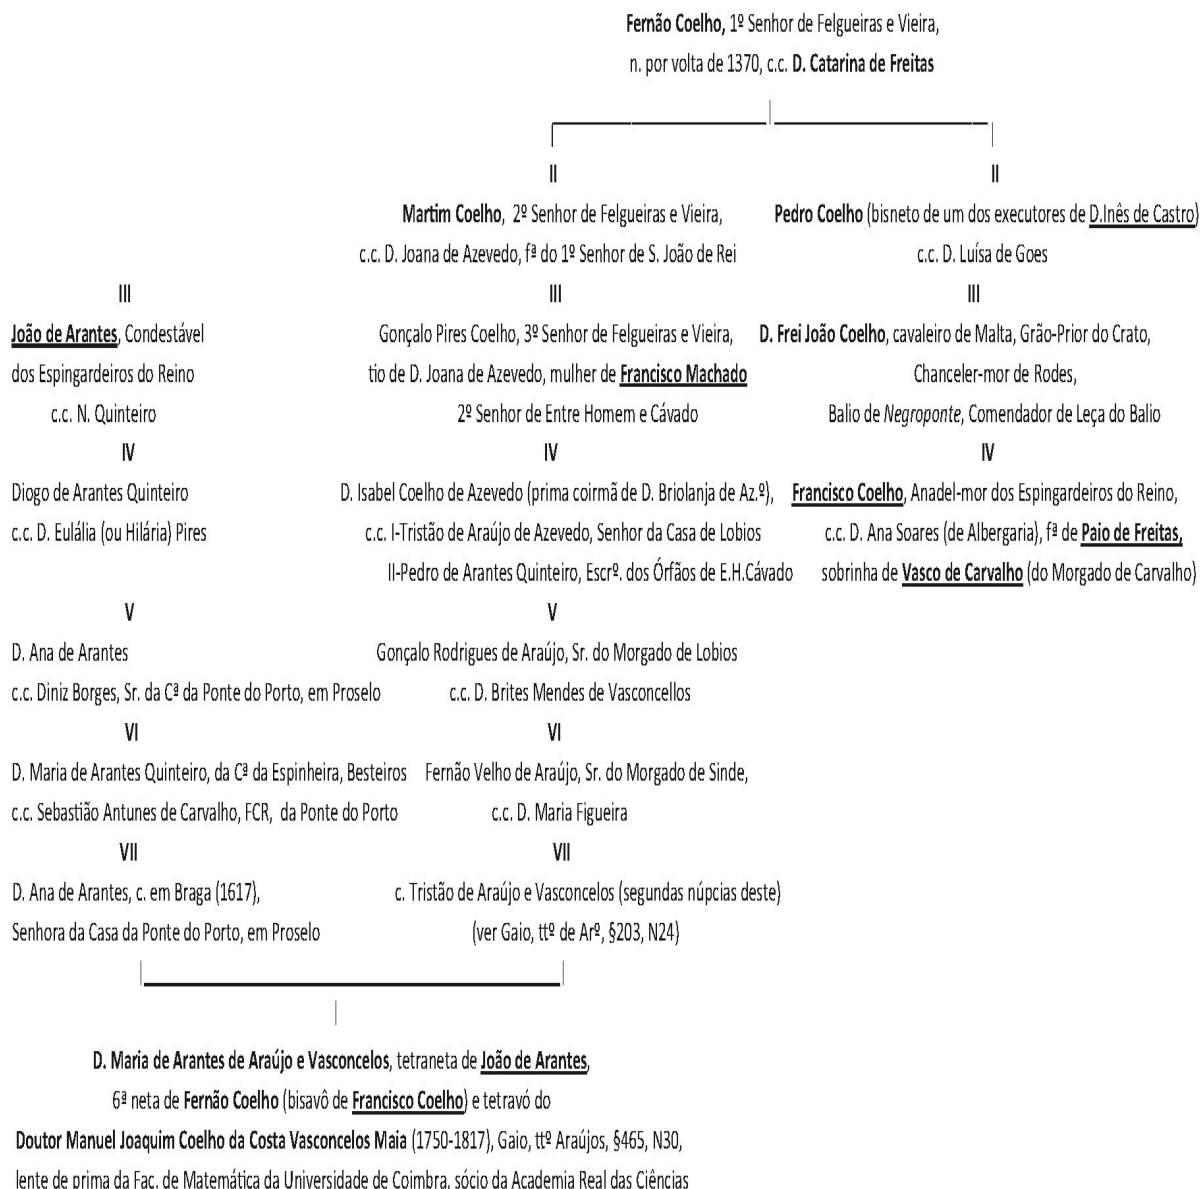 Fernão Coelho, 1º Senhor de Felgueiras e Vieira,
n. por volta de 1370, c.c. D. Catarina de Freitas
II
II
Martim Coelho, 2º Senhor de Felgueiras e Vieira,
Pedro Coelho (bisneto de um dos executores de D.Inês de Castro)
c.c. D. Joana de Azevedo, fª do 1º Senhor de S. João de Rei
c.c. D. Luísa de Goes
III
III
III
João de Arantes, Condestável
Gonçalo Pires Coelho, 3º Senhor de Felgueiras e Vieira,
D. Frei João Coelho, cavaleiro de Malta, Grão-Prior do Crato,
dos Espingardeiros do Reino
tio de D. Joana de Azevedo, mulher de Francisco Machado
Chanceler-mor de Rodes,
c.c. N. Quinteiro
2º Senhor de Entre Homem e Cávado
Balio de Negroponte, Comendador de Leça do Balio
IV
IV
IV
Diogo de Arantes Quinteiro
D. Isabel Coelho de Azevedo (prima coirmã de D. Briolanja de Az.º),
Francisco Coelho, Anadel-mor dos Espingardeiros do Reino,
c.c. D. Eulália (ou Hilária) Pires
c.c. I-Tristão de Araújo de Azevedo, Senhor da Casa de Lobios
c.c. D. Ana Soares (de Albergaria), fª de Paio de Freitas,
II-Pedro de Arantes Quinteiro, Escrº. dos Órfãos de E.H.Cávado
sobrinha de Vasco de Carvalho (do Morgado de Carvalho)
V
V
D. Ana de Arantes
Gonçalo Rodrigues de Araújo, Sr. do Morgado de Lobios
c.c. Diniz Borges, Sr. da Cª da Ponte do Porto, em Proselo
c.c. D. Brites Mendes de Vasconcellos
VI
VI
D. Maria de Arantes Quinteiro, da Cª da Espinheira, Besteiros
Fernão Velho de Araújo, Sr. do Morgado de Sinde,
c.c. Sebastião Antunes de Carvalho, FCR, da Ponte do Porto
c.c. D. Maria Figueira
VII
VII
D. Ana de Arantes, c. em Braga (1617),
c. Tristão de Araújo e Vasconcelos (segundas núpcias deste)
Senhora da Casa da Ponte do Porto, em Proselo
(ver Gaio, ttº de Arº, §203, N24)
D. Maria de Arantes de Araújo e Vasconcelos, tetraneta de João de Arantes,
6ª neta de Fernão Coelho (bisavô de Francisco Coelho) e tetravó do
Doutor Manuel Joaquim Coelho da Costa Vasconcelos Maia (1750-1817), Gaio, ttº Araújos, §465, N30,
lente de prima da Fac. de Matemática da Universidade de Coimbra, sócio da Academia Real das Ciências